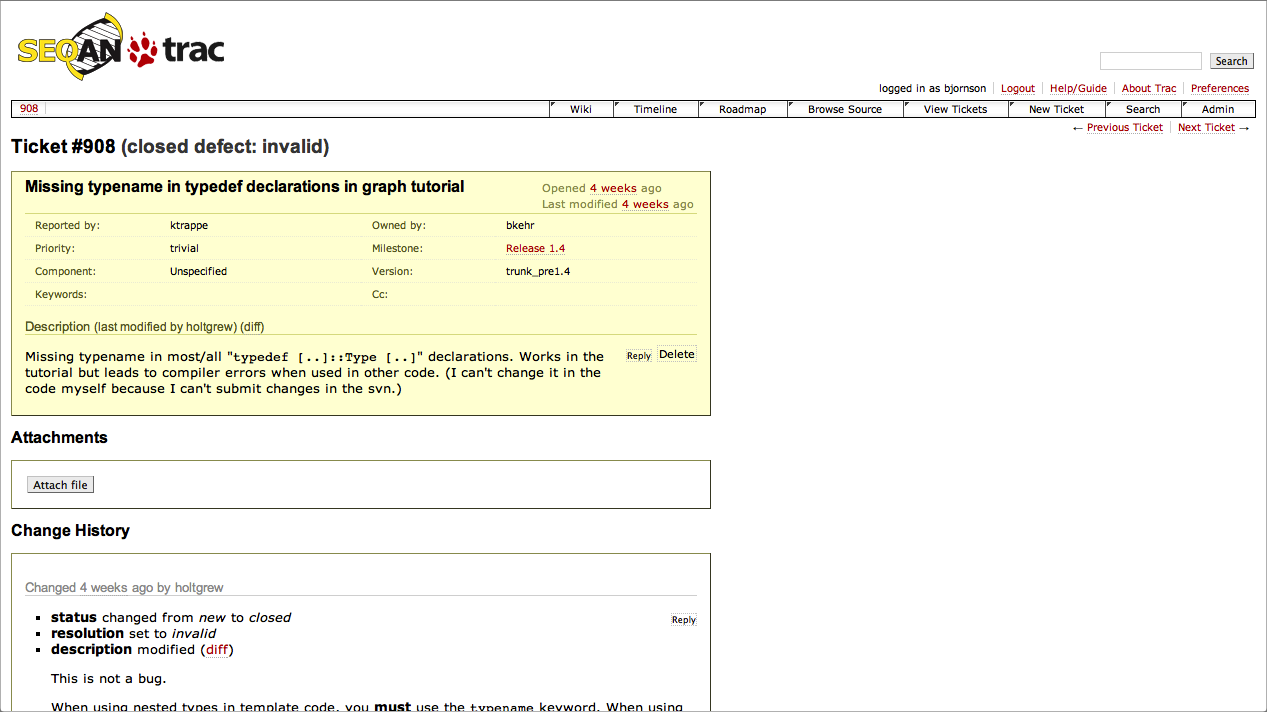 SEQAN trac
Search
logged in as bjornson Logout Help/Guide About Trac Preferences
908 Wiki Timeline Roadmap Browse Source View Tickets New Ticket Search Admin
← Previous Ticket Next Ticket →
Ticket #908 (closed defect: invalid)
Missing typename in typedef declarations in graph tutorial
Opened 4 weeks ago
Last modified 4 weeks ago
Reported by: ktrappe Owned by: bkehr
Priority: trivial Milestone: Release 1.4
Component: Unspecified Version: trunk_pre1.4
Keywords: Cc:
Description (last modified by holtgrew) (diff)
Reply Delete
Missing typename in most/all "typedef [..]::Type [..]" declarations. Works in the
tutorial but leads to compiler errors when used in other code. (I can't change it in the
code myself because I can't submit changes in the svn.)
Attachments
Attach file
Change History
Changed 4 weeks ago by holtgrew
Reply
▪ status changed from new to closed
▪ resolution set to invalid
▪ description modified (diff)
This is not a bug.
When using nested types in template code, you must use the typename keyword. When using